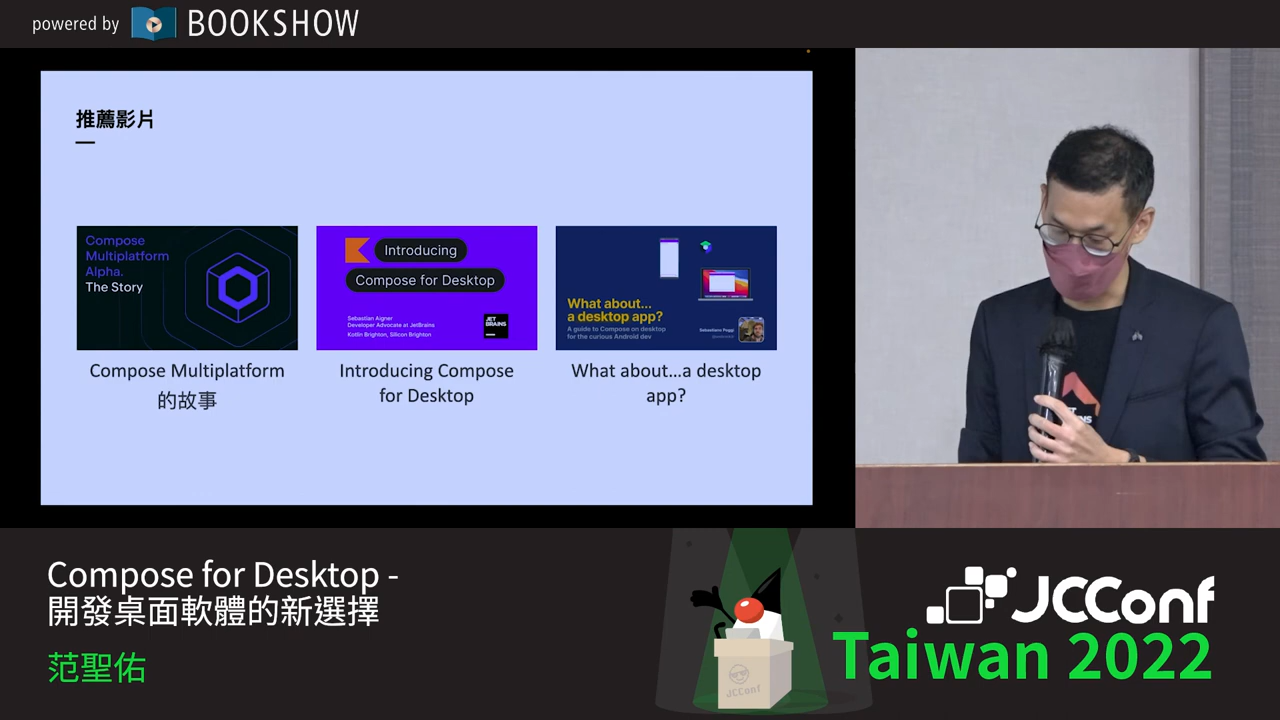 powered by BOOKSHOW
推薦影片
Compose
Multiplatform
Alpha.
The Story
Introducing
Compose for Desktop
Sebastian Aigner
Developer Advocate at JetBrains
Kotlin Brighton, Silicon Brighton
JET
BRAINS
What about...
a desktop app?
A guide to Compose on desktop
for the curious Android dev
Sebastiano Poggi
Compose Multiplatform
的故事
Introducing Compose
for Desktop
What about...a desktop
app?
Compose for Desktop -
開發桌面軟體的新選擇
范聖佑
JCConf
JCConf
Taiwan 2022